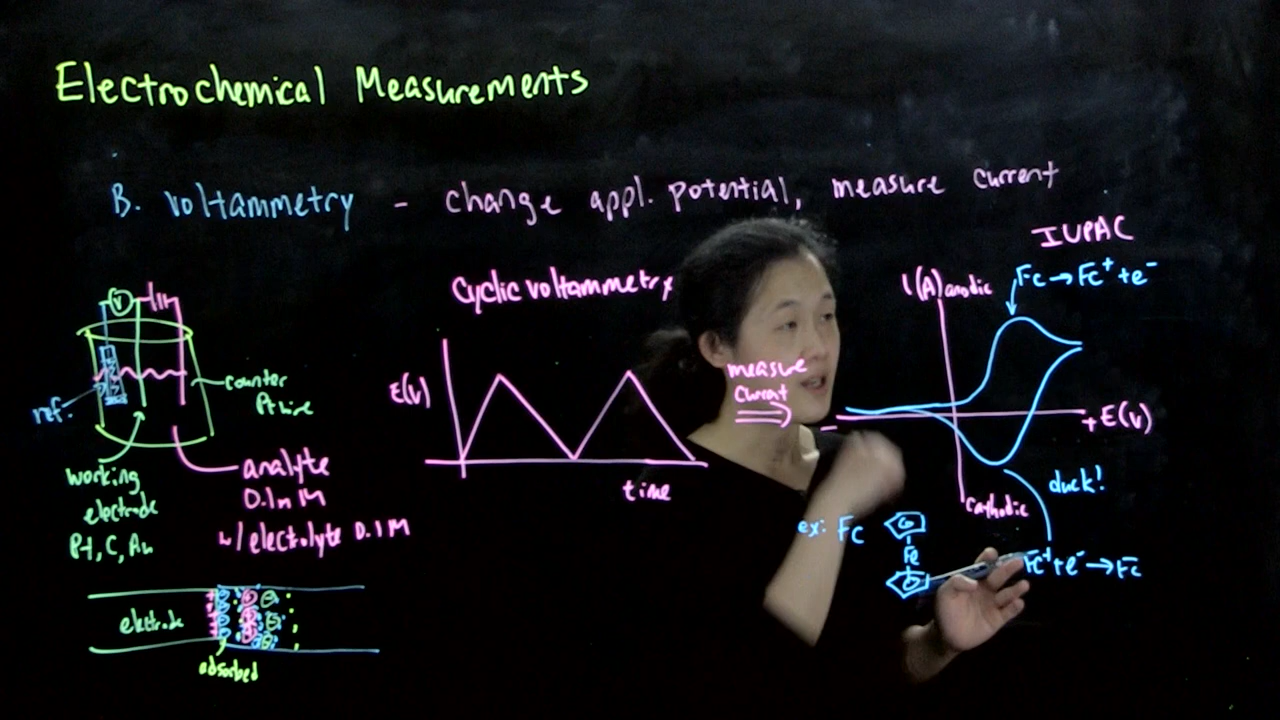 Electrochemical Measurements
B. Voltammetry - change appl. potential, measure current
V
ref.
counter
Pt wire
working
electrode
Pt, C, Au
analyte
0.1 M
w/ electrolyte 0.1 M
electrode
adsorbed
Cyclic voltammetry
E(V)
time
measure
current
IUPAC
i(A) anodic
Fc → Fc⁺ + e⁻
- + E(V)
cathodic
duck!
Fc⁺ + e⁻ → Fc
ex: Fc
Fe